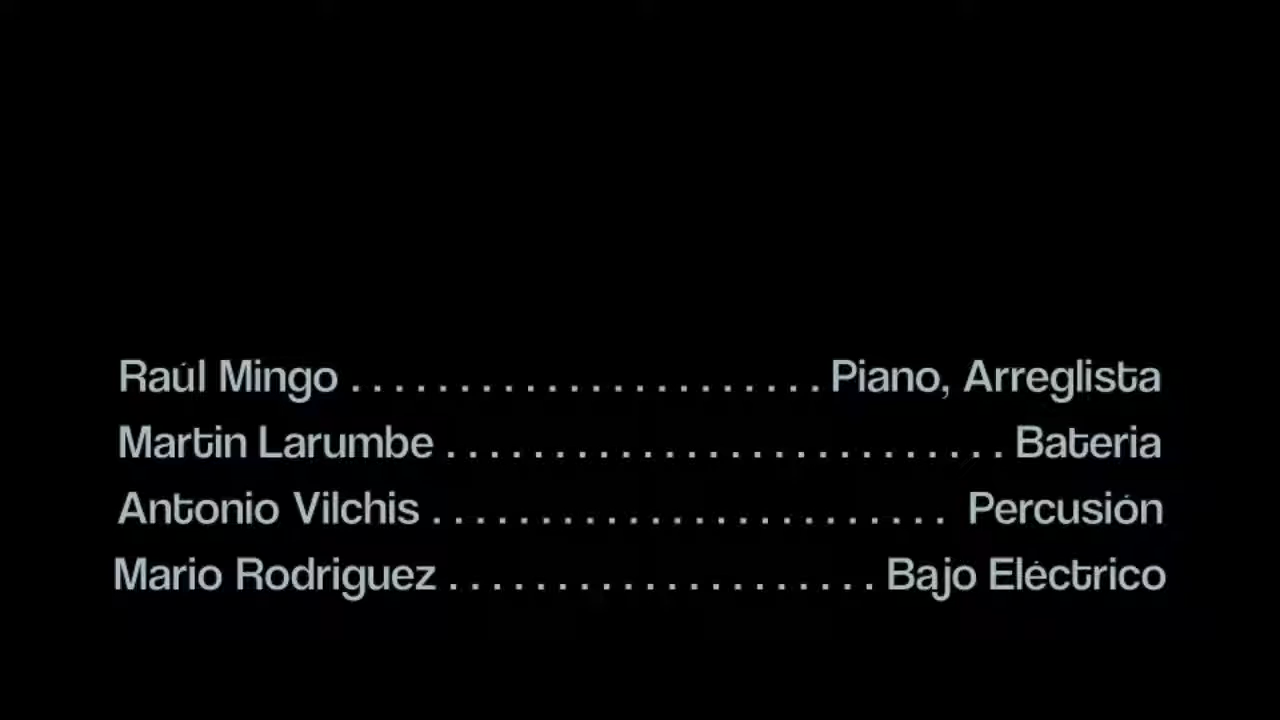 Raúl Mingo . . . . . . . . . . . . . . . . . . . . . . Piano, Arreglista
Martin Larumbe . . . . . . . . . . . . . . . . . . . . . . . . . . Bateria
Antonio Vilchis . . . . . . . . . . . . . . . . . . . . . . . . Percusión
Mario Rodriguez . . . . . . . . . . . . . . . . . . . . Bajo Eléctrico